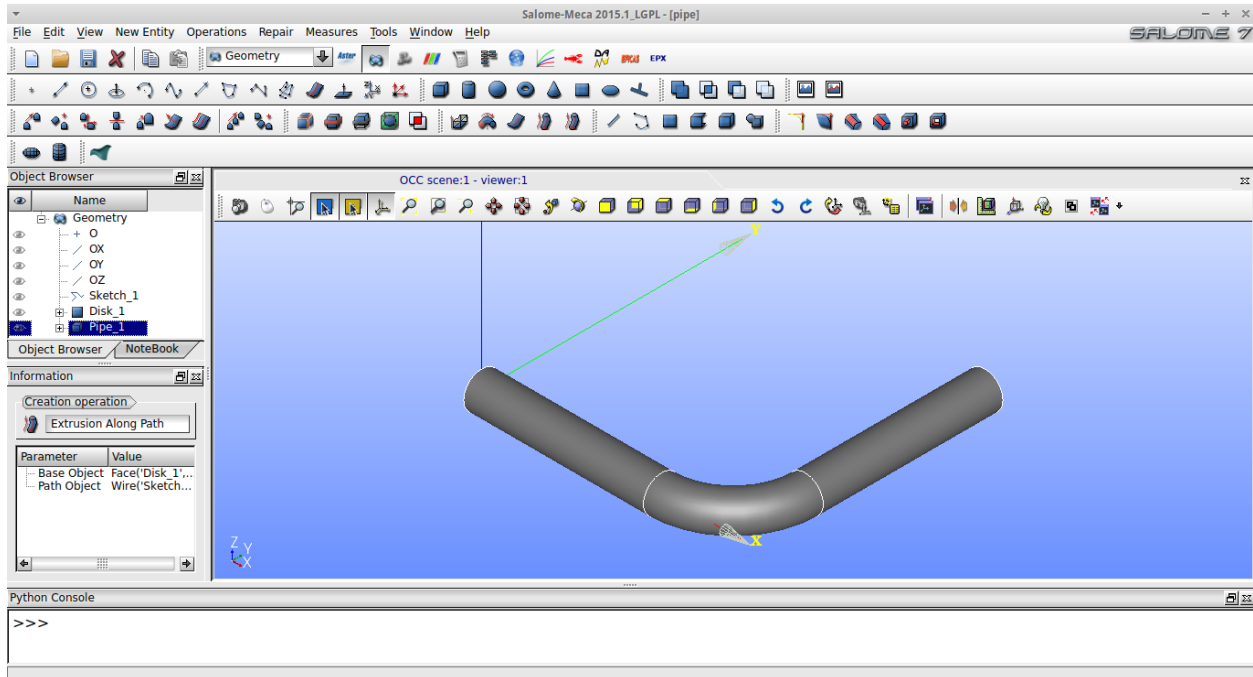 Salome-Meca 2015.1_LGPL - [pipe]
File Edit View New Entity Operations Repair Measures Tools Window Help
SALOME 7
Geometry
Aster
EFICAS
EPX
Object Browser
OCC scene:1 - viewer:1
Name
Geometry
O
OX
OY
OZ
Sketch_1
Disk_1
Pipe_1
Object Browser NoteBook
Information
Creation operation
Extrusion Along Path
Parameter Value
Base Object Face('Disk_1',..
Path Object Wire('Sketch...
Y
X
Z
Y
X
Python Console
>>>